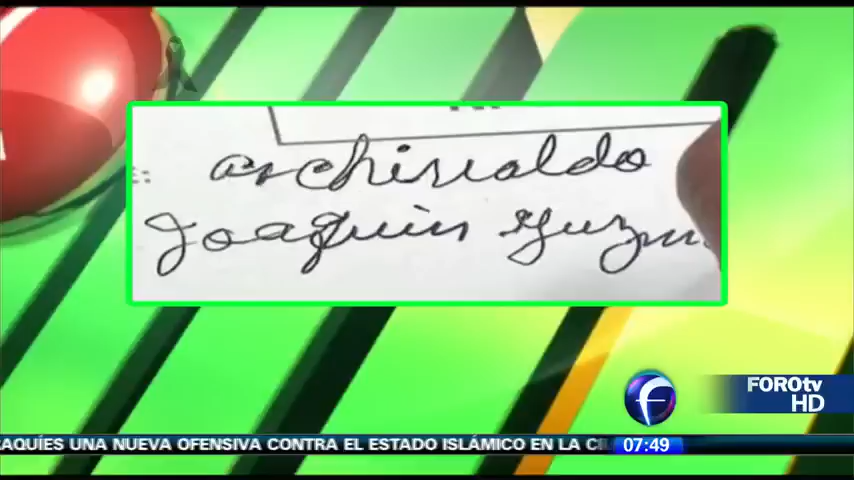 archivaldo
Joaquin Guzm
FOROtv
HD
AQUÍES UNA NUEVA OFENSIVA CONTRA EL ESTADO ISLÁMICO EN LA CI
07:49